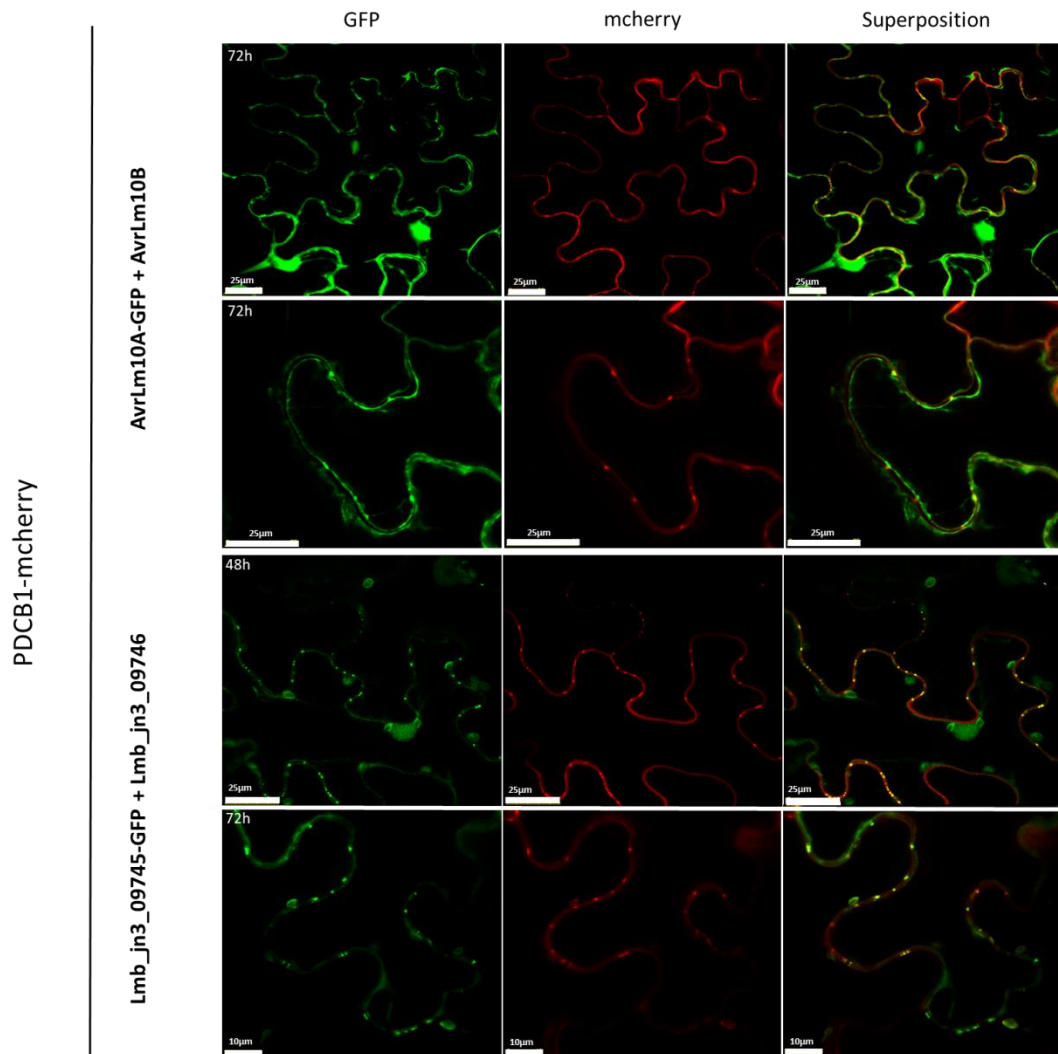 GFP mcherry Superposition
PDCB1-mcherry
AvrLm10A-GFP + AvrLm10B
72h
25µm 25µm 25µm
72h
25µm 25µm 25µm
Lmb_jn3_09745-GFP + Lmb_jn3_09746
48h
25µm 25µm 25µm
72h
10µm 10µm 10µm